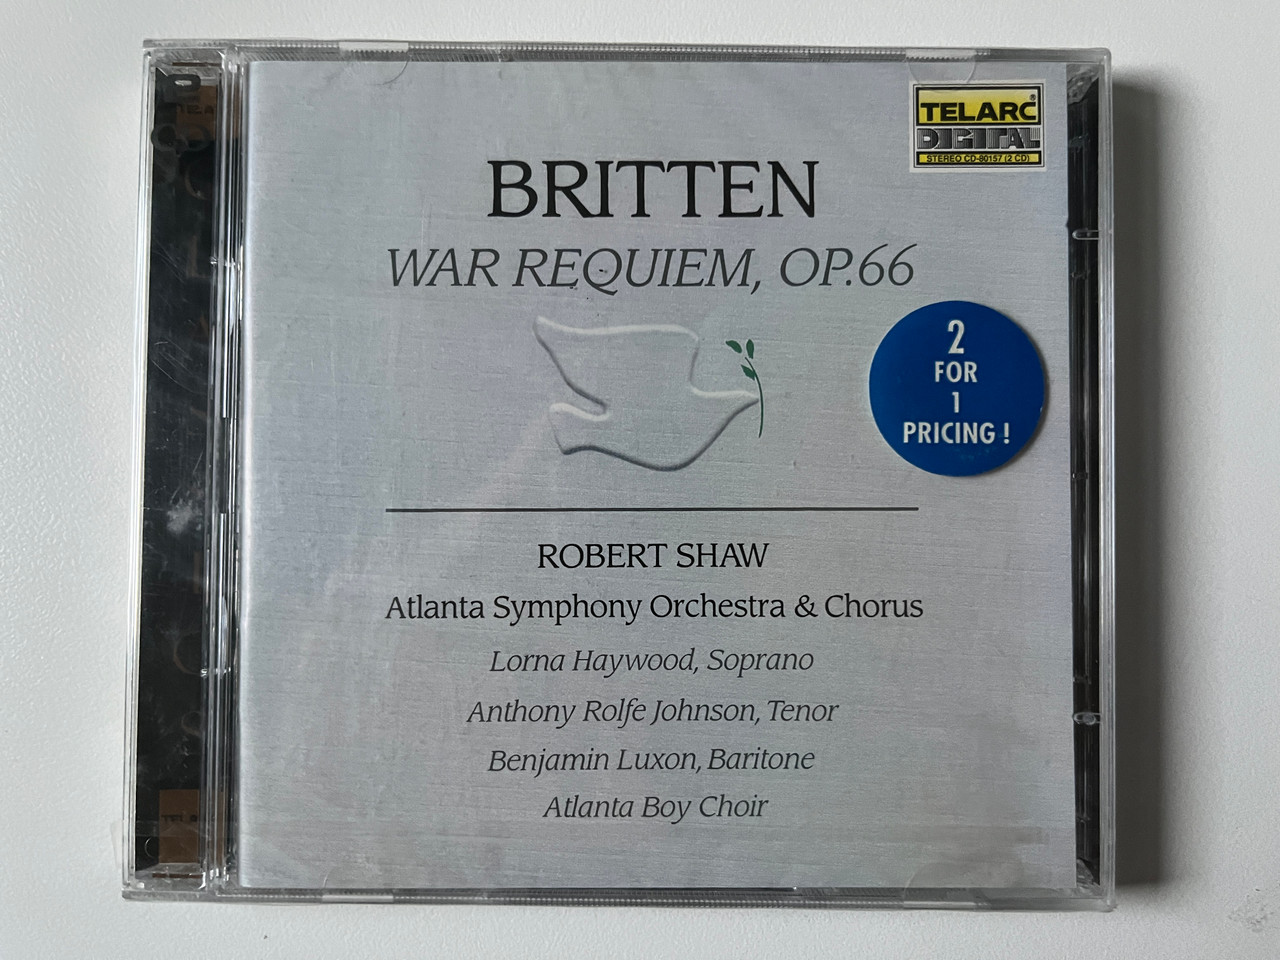 TELARC®
DIGITAL
STEREO CD-80157 (2 CD)
BRITTEN
WAR REQUIEM, OP.66
2
FOR
1
PRICING !
ROBERT SHAW
Atlanta Symphony Orchestra & Chorus
Lorna Haywood, Soprano
Anthony Rolfe Johnson, Tenor
Benjamin Luxon, Baritone
Atlanta Boy Choir